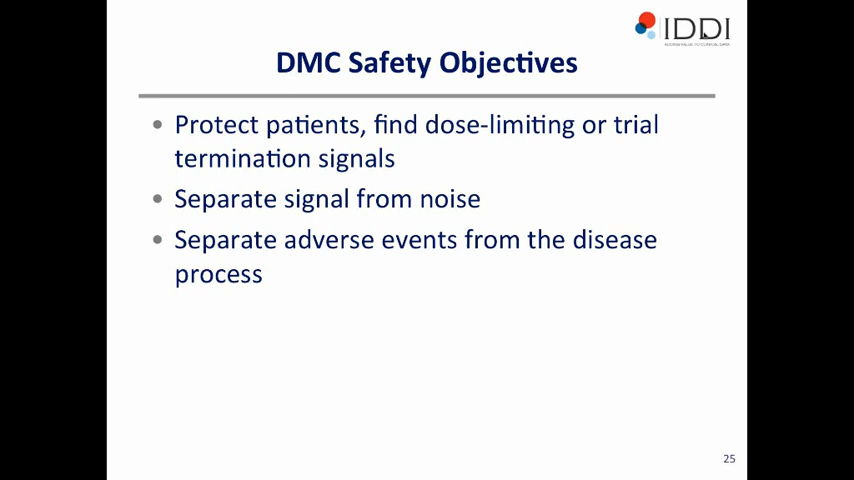 IDDI
DMC Safety Objectives
• Protect patients, find dose-limiting or trial
termination signals
• Separate signal from noise
• Separate adverse events from the disease
process
25